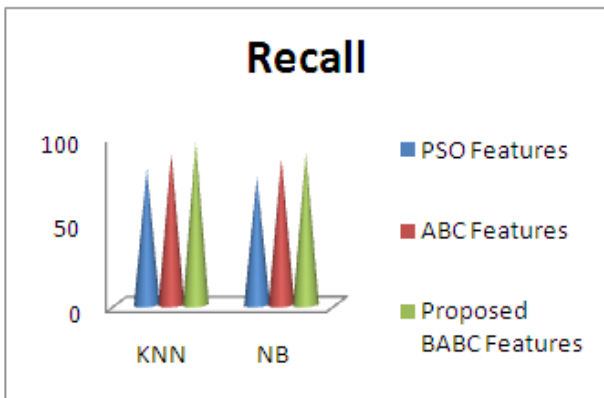 Recall
100
50
0
KNN
NB
PSO Features
ABC Features
Proposed
BABC Features